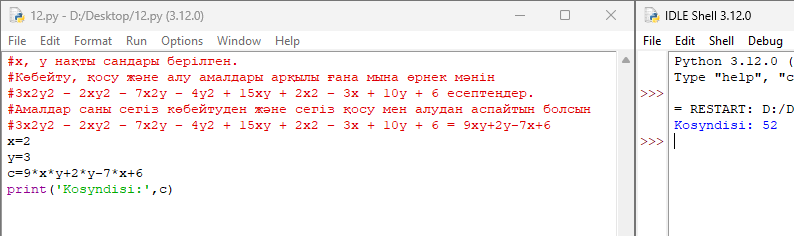 12.py - D:/Desktop/12.py (3.12.0)
File Edit Format Run Options Window Help
#x, y нақты сандары берілген.
#Көбейту, қосу және алу амалдары арқылы ғана мына өрнек мәнін
#3x2y2 - 2xy2 - 7x2y - 4y2 + 15xy + 2x2 - 3x + 10y + 6 есептендер.
#Амалдар саны сегіз көбейтуден және сегіз қосу мен алудан аспайтын болсын
#3x2y2 - 2xy2 - 7x2y - 4y2 + 15xy + 2x2 - 3x + 10y + 6 = 9xy+2y-7x+6
x=2
y=3
c=9*x*y+2*y-7*x+6
print('Kosyndisi:',c)
IDLE Shell 3.12.0
File Edit Shell Debug
Python 3.12.0 (
Type "help", "c
>>>
= RESTART: D:/D
Kosyndisi: 52
>>>